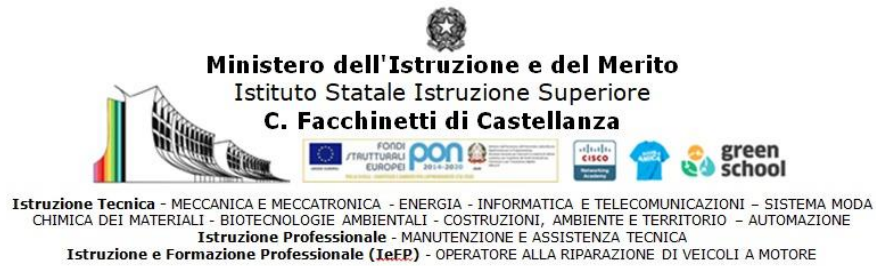 Ministero dell'Istruzione e del Merito
Istituto Statale Istruzione Superiore
C. Facchinetti di Castellanza
FONDI
STRUTTURALI
EUROPEI
pon
2014-2020
CISCO
Networking
Academy
green
school
Istruzione Tecnica - MECCANICA E MECCATRONICA - ENERGIA - INFORMATICA E TELECOMUNICAZIONI – SISTEMA MODA
CHIMICA DEI MATERIALI - BIOTECNOLOGIE AMBIENTALI - COSTRUZIONI, AMBIENTE E TERRITORIO – AUTOMAZIONE
Istruzione Professionale - MANUTENZIONE E ASSISTENZA TECNICA
Istruzione e Formazione Professionale (IeFP) - OPERATORE ALLA RIPARAZIONE DI VEICOLI A MOTORE